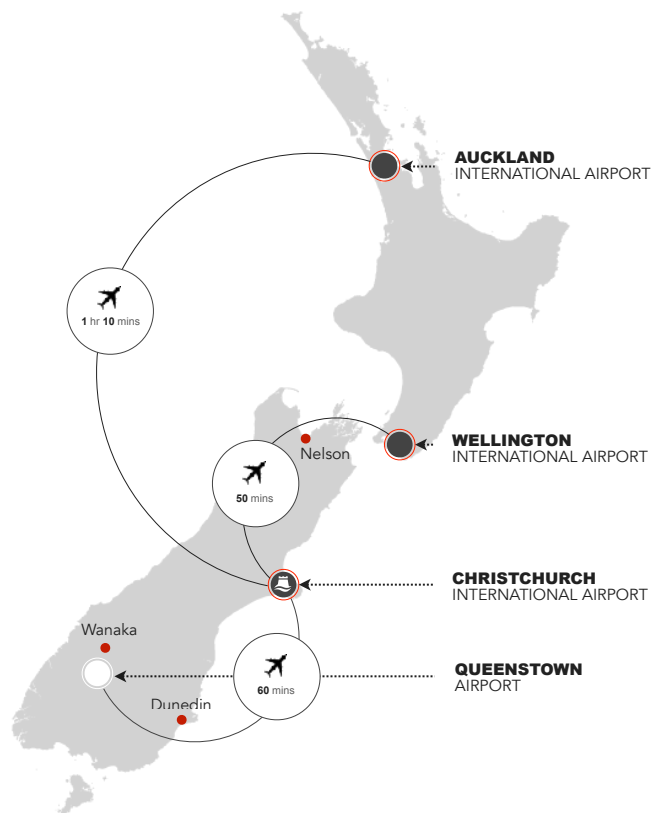 AUCKLAND
INTERNATIONAL AIRPORT
1 hr 10 mins
WELLINGTON
INTERNATIONAL AIRPORT
Nelson
50 mins
CHRISTCHURCH
INTERNATIONAL AIRPORT
Wanaka
QUEENSTOWN
AIRPORT
60 mins
Dunedin